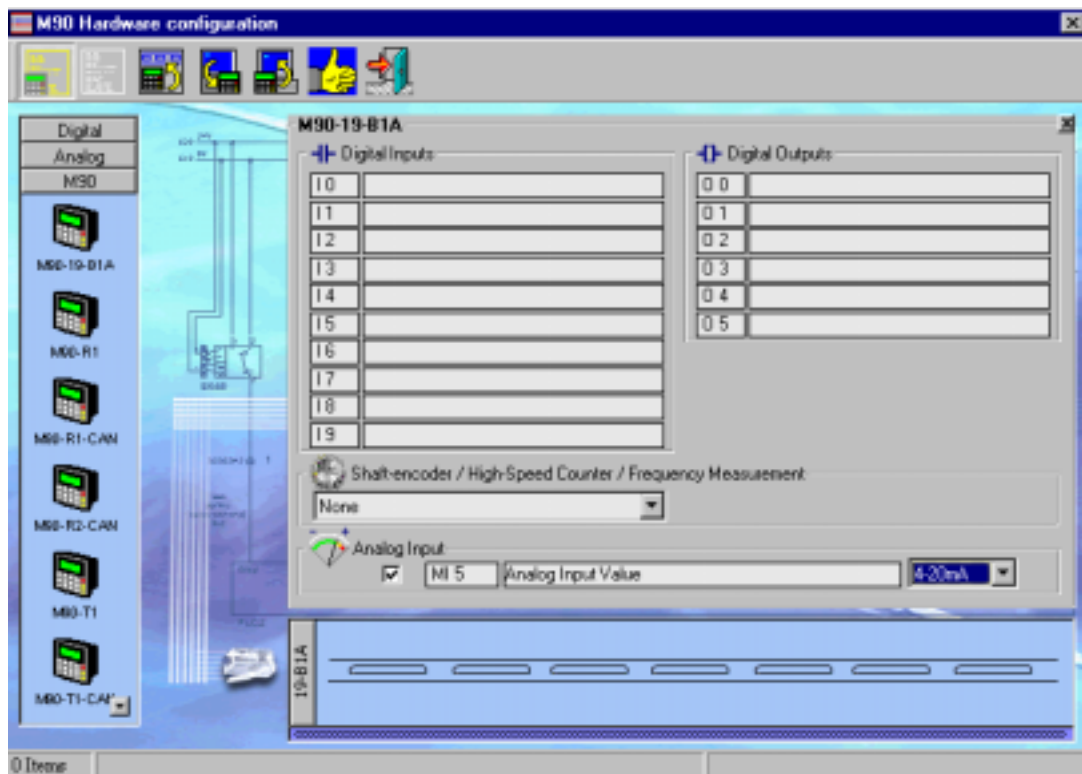 M90 Hardware configuration
Digital
Analog
M90
M90-19-B1A
M90-R1
M90-R1-CAN
M90-R2-CAN
M90-T1
M90-T1-CAN
M90-19-B1A
Digital Inputs
I 0
I 1
I 2
I 3
I 4
I 5
I 6
I 7
I 8
I 9
Digital Outputs
O 0
O 1
O 2
O 3
O 4
O 5
Shaft-encoder / High-Speed Counter / Frequency Measurement
None
Analog Input
MI 5
Analog Input Value
4-20mA
19-B1A
0 Items